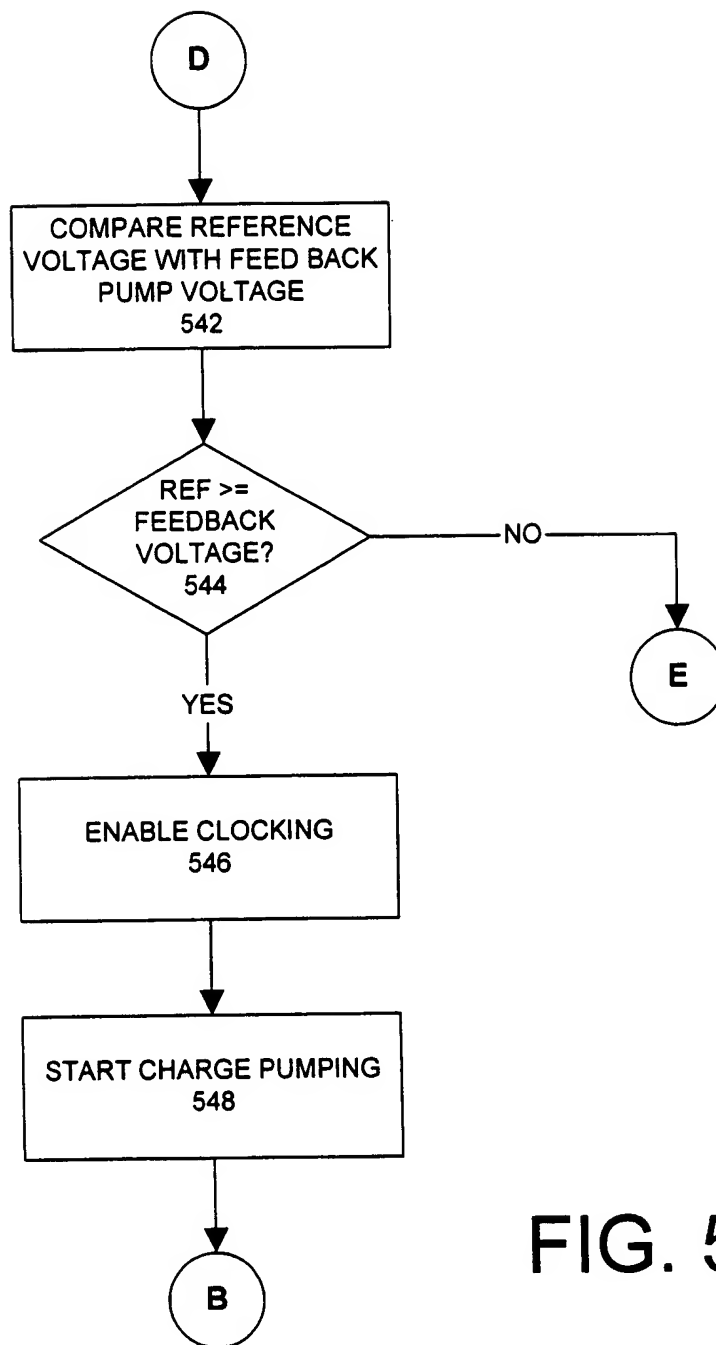 D
COMPARE REFERENCE
VOLTAGE WITH FEED BACK
PUMP VOLTAGE
542
REF >=
FEEDBACK
VOLTAGE?
544
NO
E
YES
ENABLE CLOCKING
546
START CHARGE PUMPING
548
B
FIG. 5